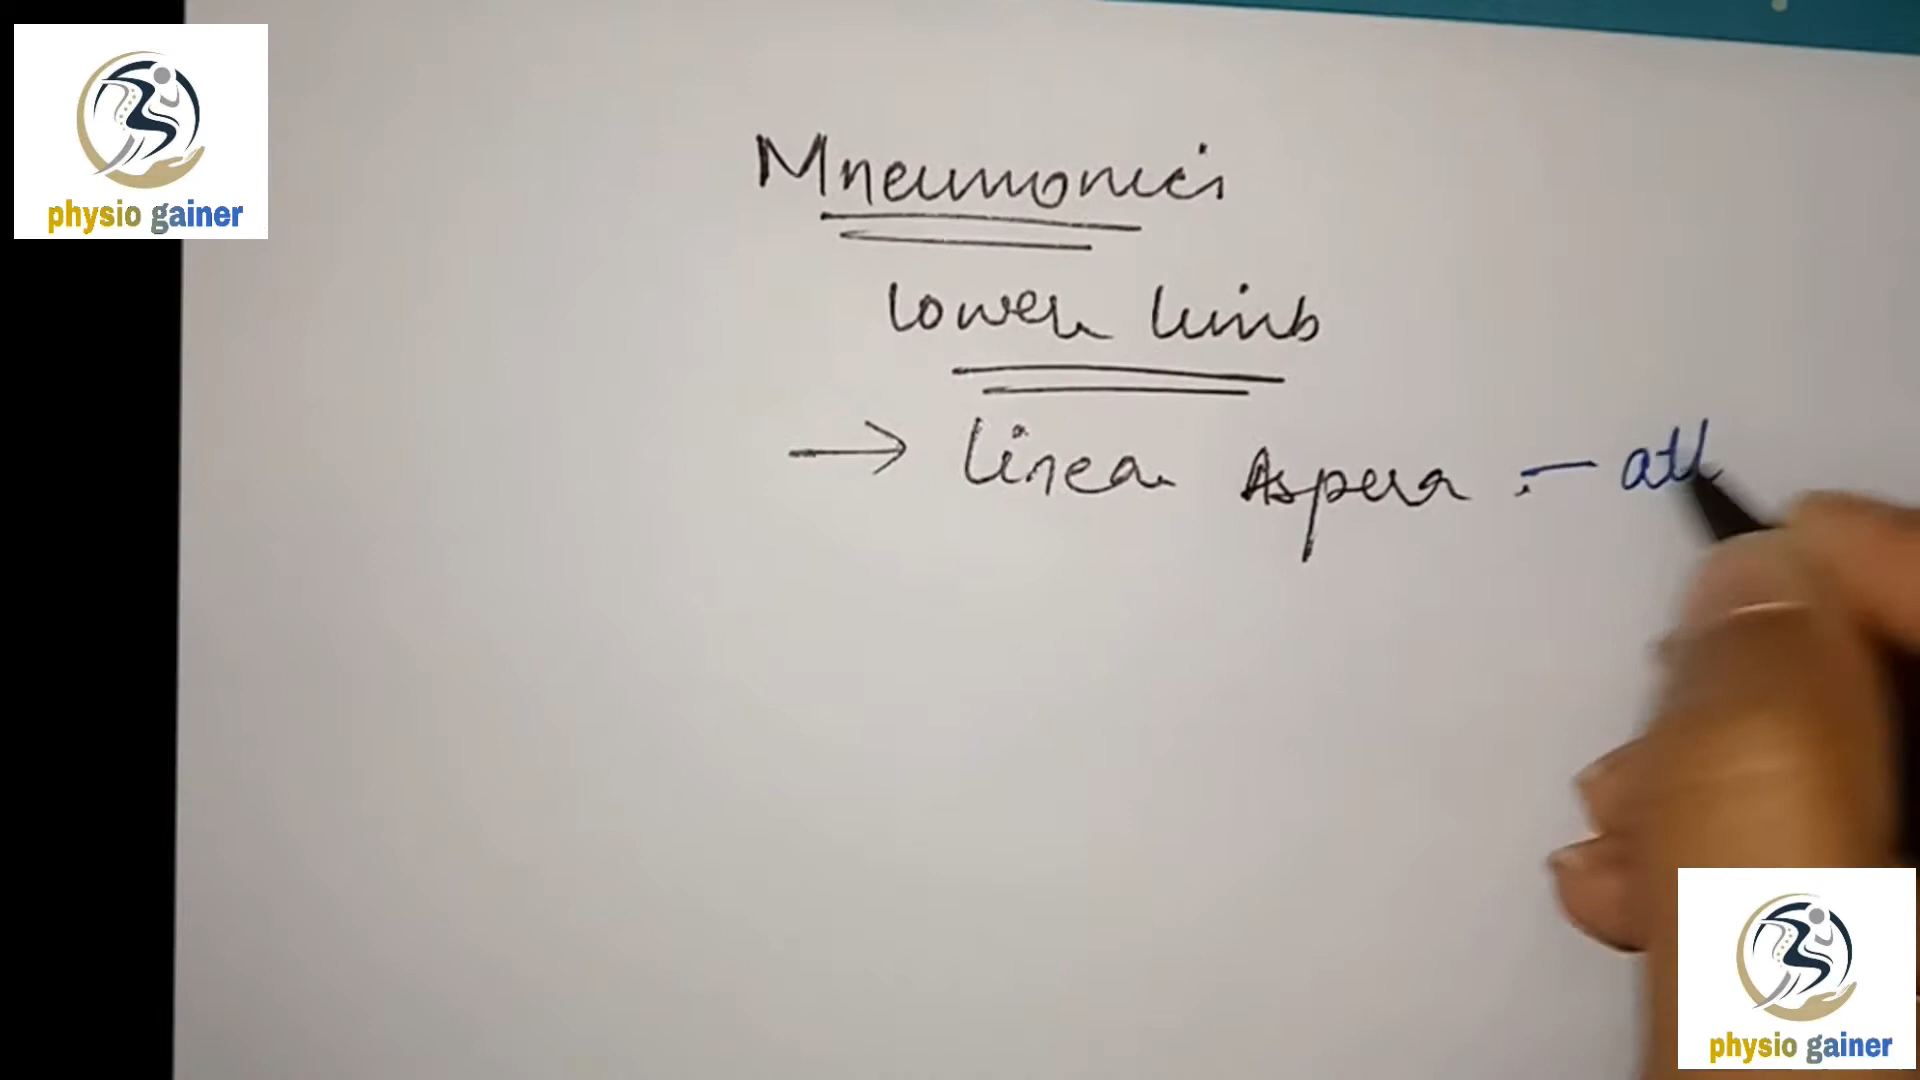 physio gainer
Mnemonics
lower limb
→ linea Aspera :- att
physio gainer